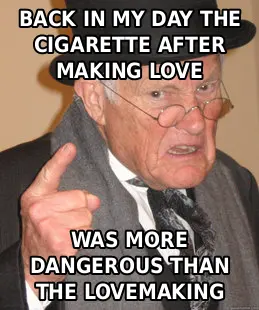 BACK IN MY DAY THE
CIGARETTE AFTER
MAKING LOVE
WAS MORE
DANGEROUS THAN
THE LOVEMAKING